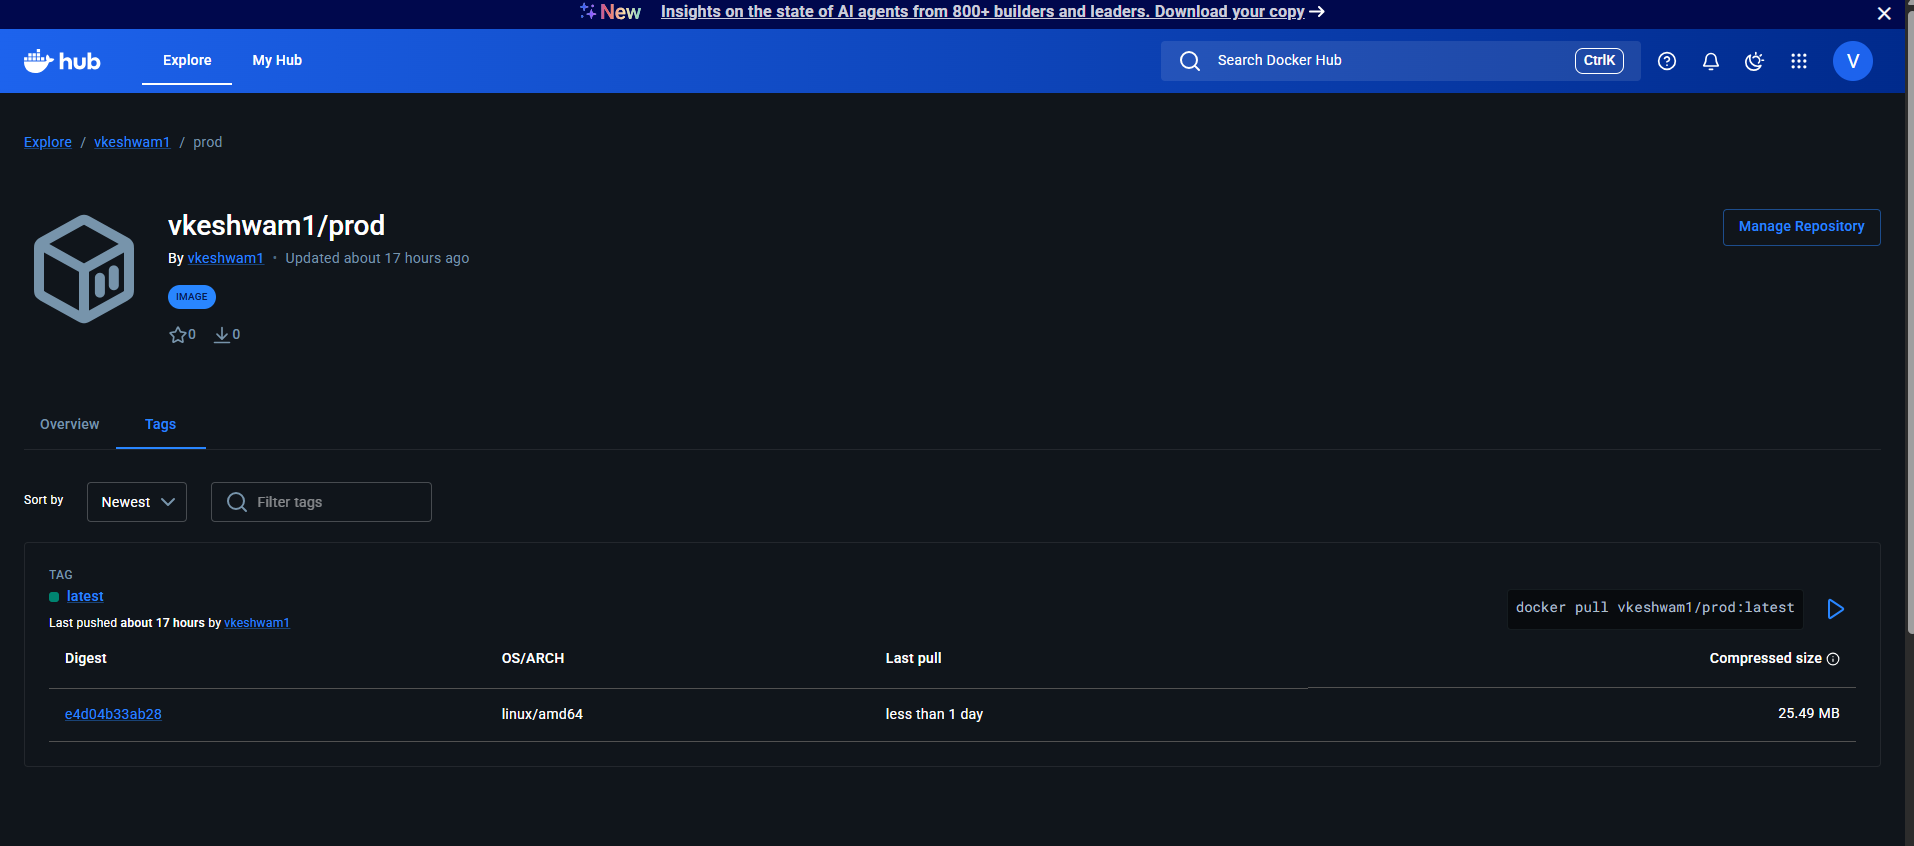 New Insights on the state of AI agents from 800+ builders and leaders. Download your copy→
hub Explore My Hub Search Docker Hub CtrlK V
Explore / vkeshwam1 / prod
vkeshwam1/prod
Manage Repository
By vkeshwam1 • Updated about 17 hours ago
IMAGE
0 0
Overview Tags
Sort by Newest Filter tags
TAG
latest
docker pull vkeshwam1/prod:latest
Last pushed about 17 hours by vkeshwam1
Digest OS/ARCH Last pull Compressed size
e4d04b33ab28 linux/amd64 less than 1 day 25.49 MB